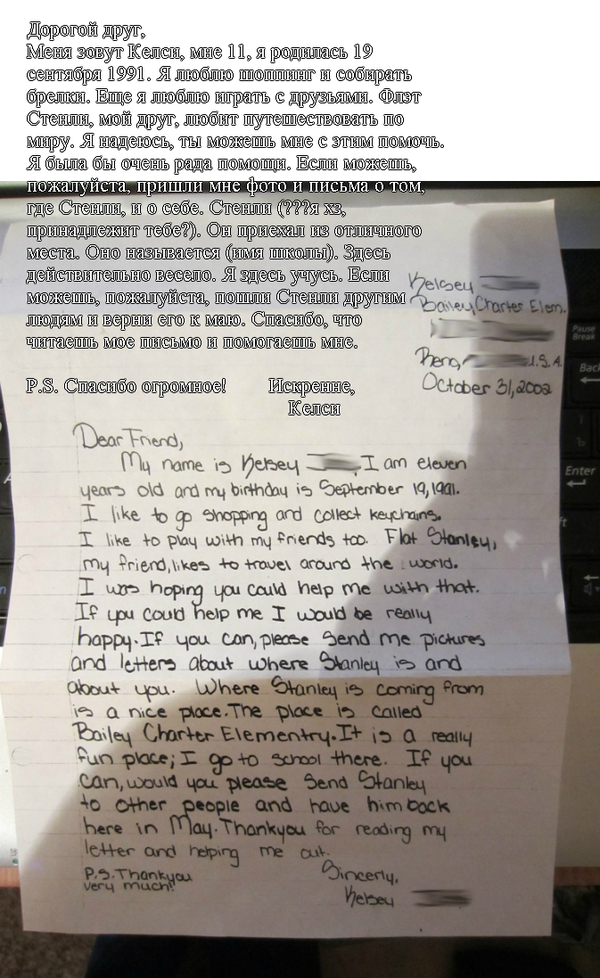 Дорогой друг,
Меня зовут Келси, мне 11, я родилась 19
сентября 1991. Я люблю шоппинг и собирать
брелки. Еще я люблю играть с друзьями. Флэт
Стенли, мой друг, любит путешествовать по
миру. Я надеюсь, ты можешь мне с этим помочь.
Я была бы очень рада помощи. Если можешь,
пожалуйста, пришли мне фото и письма о том,
где Стенли, и о себе. Стенли (???я хз,
принадлежит тебе?). Он приехал из отличного
места. Оно называется (имя школы). Здесь
действительно весело. Я здесь учусь. Если
можешь, пожалуйста, пошли Стенли другим
людям и верни его к маю. Спасибо, что
читаешь мое письмо и помогаешь мне.
P.S. Спасибо огромное! Искренне,
Келси
Kelsey
Bailey Charter Elem.
Reno, U.S.A.
October 31, 2002
Dear Friend,
My name is Kelsey . I am eleven
years old and my birthday is September 19, 1991.
I like to go shopping and collect keychains.
I like to play with my friends too. Flat Stanley,
my friend, likes to travel around the world.
I was hoping you could help me with that.
If you could help me I would be really
happy. If you can, please send me pictures
and letters about where Stanley is and
about you. Where Stanley is coming from
is a nice place. The place is called
Bailey Charter Elementry. It is a really
fun place; I go to school there. If you
can, would you please send Stanley
to other people and have him back
here in May. Thankyou for reading my
letter and helping me out.
P.S. Thankyou
very much!
Sincerly,
Kelsey
Pause
Break
Back
Enter